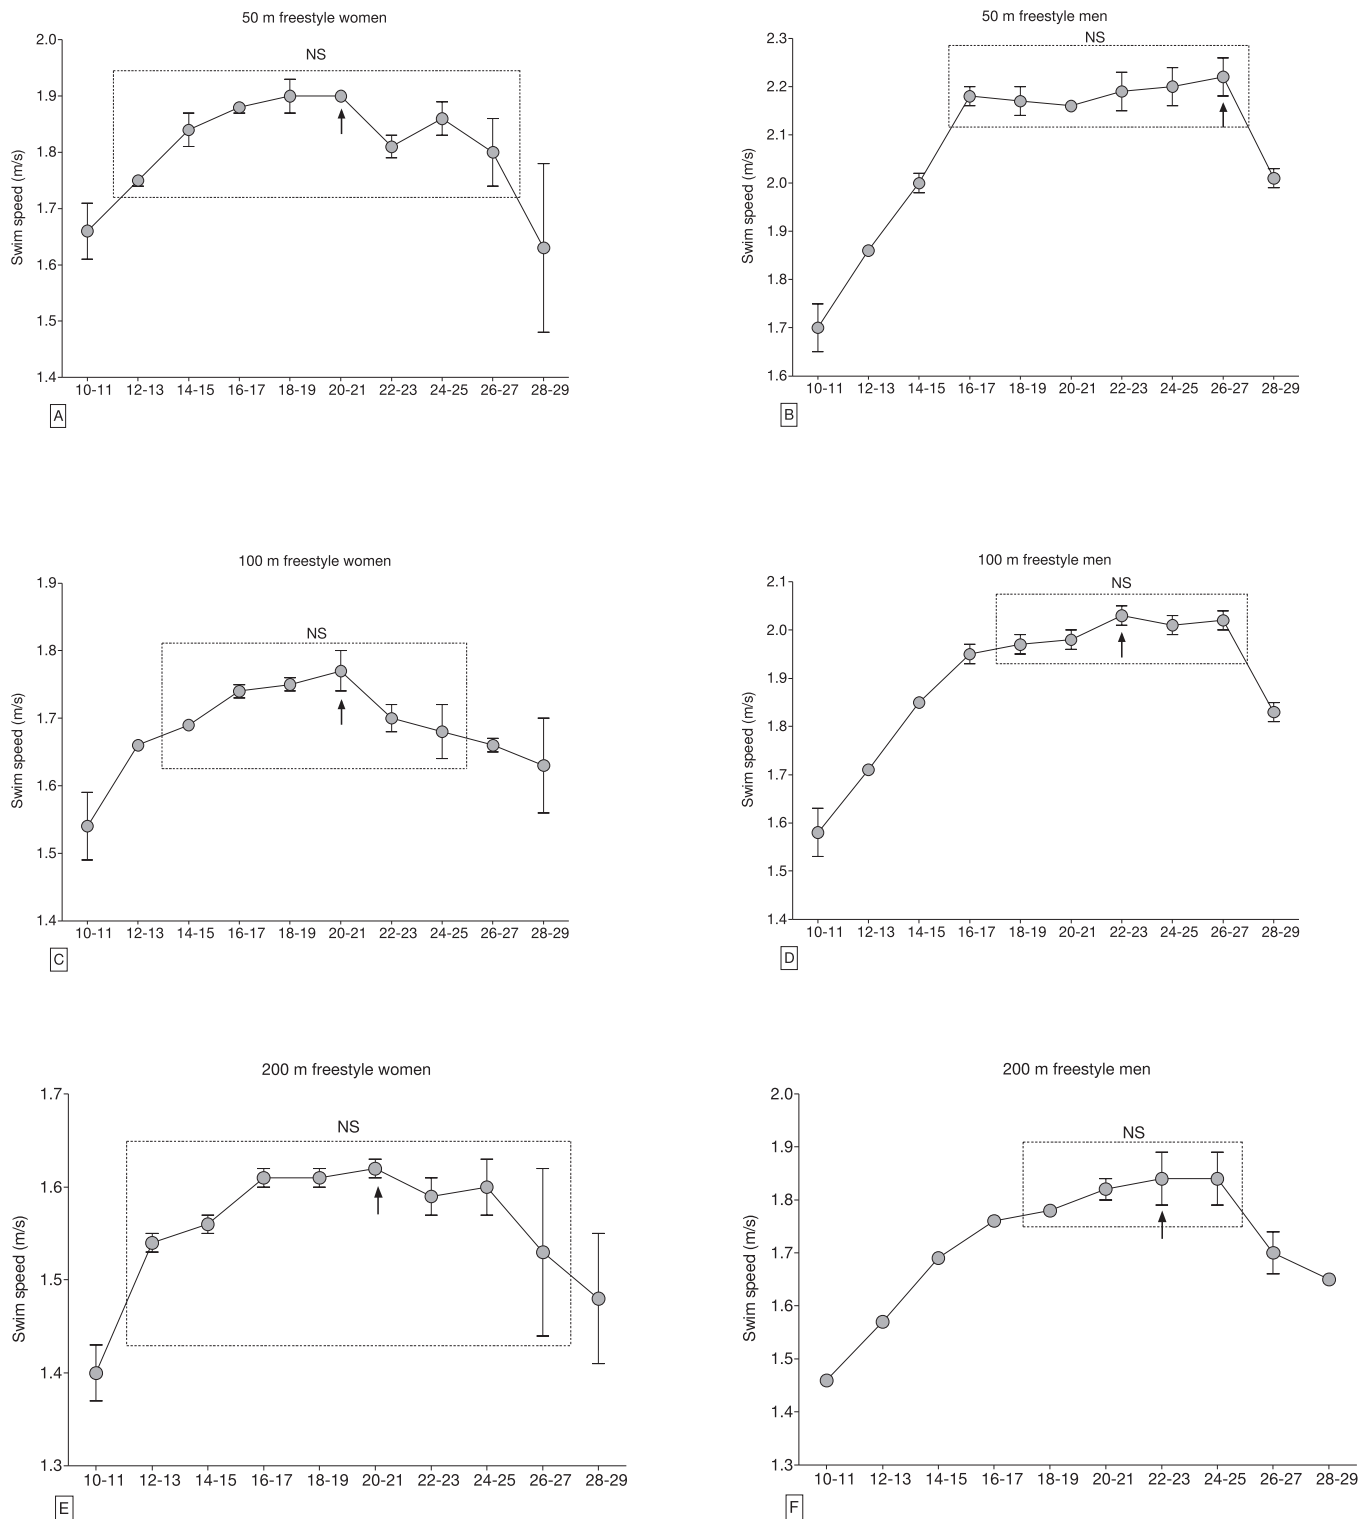 50 m freestyle women
NS
2.0
1.9
1.8
1.7
1.6
1.5
1.4
Swim speed (m/s)
10-11 12-13 14-15 16-17 18-19 20-21 22-23 24-25 26-27 28-29
A
50 m freestyle men
NS
2.3
2.2
2.1
2.0
1.9
1.8
1.7
1.6
Swim speed (m/s)
10-11 12-13 14-15 16-17 18-19 20-21 22-23 24-25 26-27 28-29
B
100 m freestyle women
NS
1.9
1.8
1.7
1.6
1.5
1.4
Swim speed (m/s)
10-11 12-13 14-15 16-17 18-19 20-21 22-23 24-25 26-27 28-29
C
100 m freestyle men
NS
2.1
2.0
1.9
1.8
1.7
1.6
1.5
1.4
Swim speed (m/s)
10-11 12-13 14-15 16-17 18-19 20-21 22-23 24-25 26-27 28-29
D
200 m freestyle women
NS
1.7
1.6
1.5
1.4
1.3
Swim speed (m/s)
10-11 12-13 14-15 16-17 18-19 20-21 22-23 24-25 26-27 28-29
E
200 m freestyle men
NS
2.0
1.9
1.8
1.7
1.6
1.5
1.4
1.3
Swim speed (m/s)
10-11 12-13 14-15 16-17 18-19 20-21 22-23 24-25 26-27 28-29
F